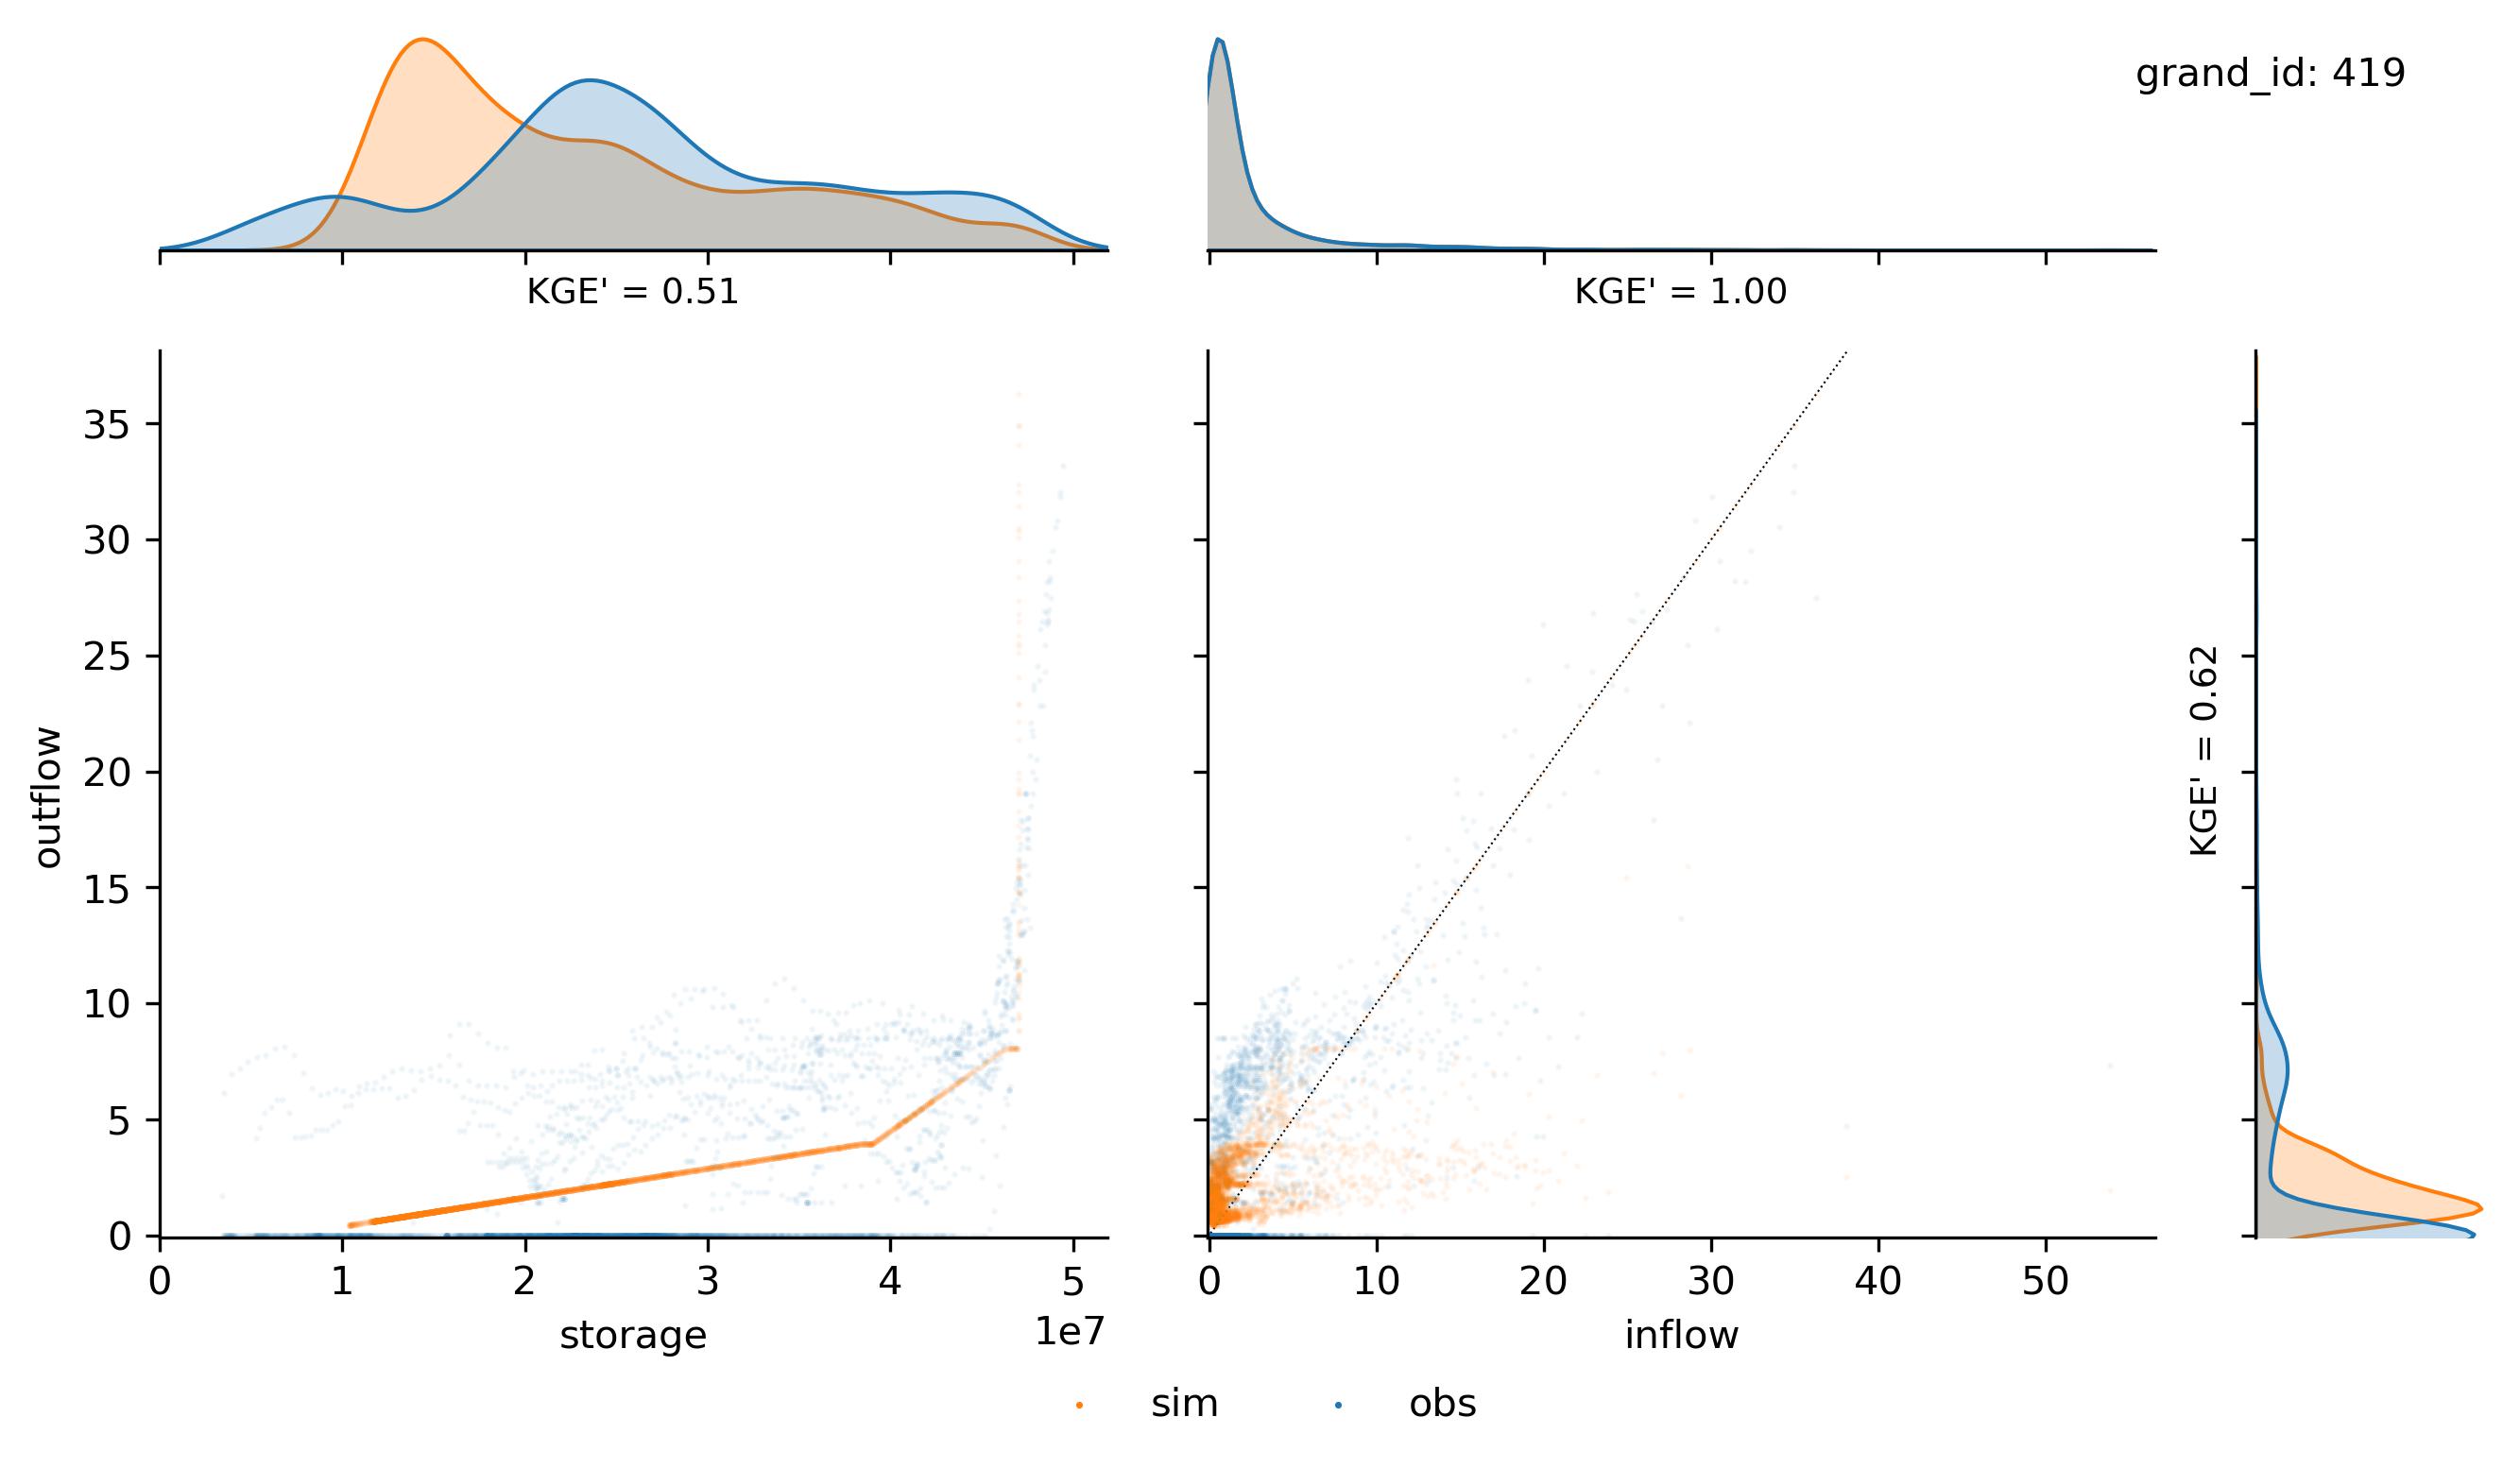 grand_id: 419
KGE' = 0.51
KGE' = 1.00
35
30
25
20
15
10
5
0
outflow
KGE' = 0.62
0 1 2 3 4 5
1e7
storage
0 10 20 30 40 50
inflow
sim obs